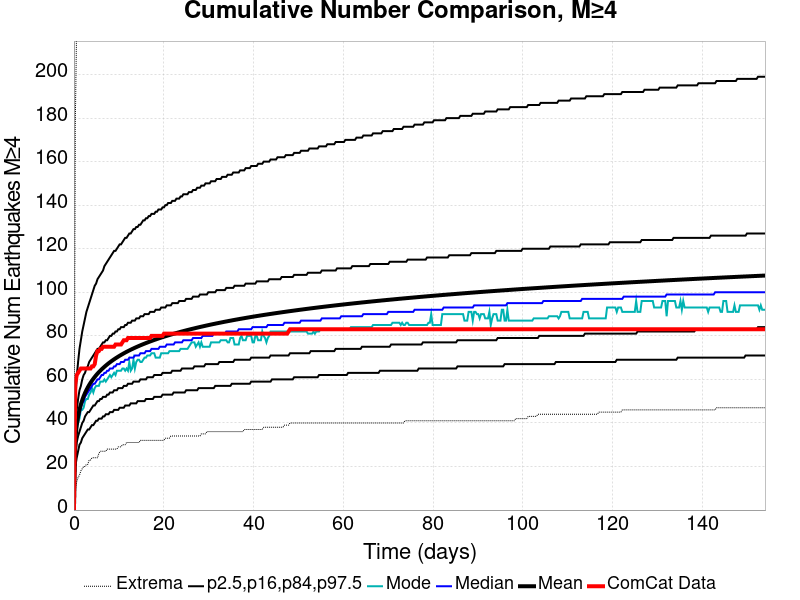 Cumulative Number Comparison, M≥4
Cumulative Num Earthquakes M≥4
200
180
160
140
120
100
80
60
40
20
0
0 20 40 60 80 100 120 140
Time (days)
Extrema p2.5,p16,p84,p97.5 Mode Median Mean ComCat Data